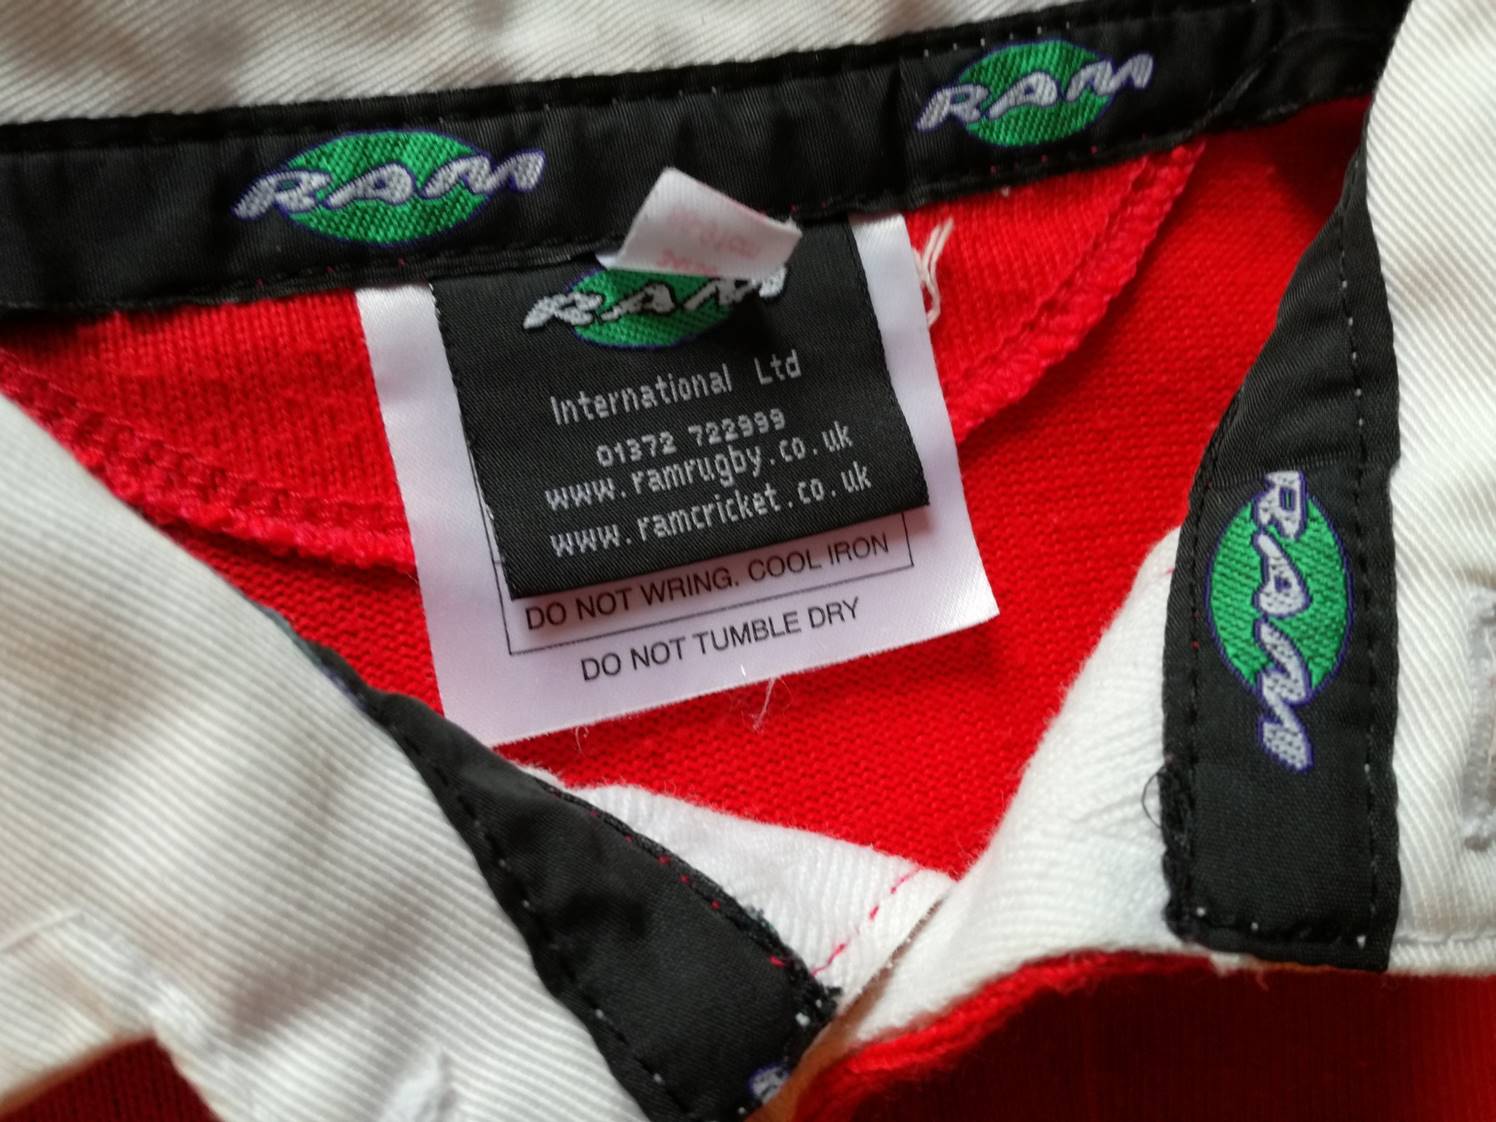 RAM
RAM
RAM
International Ltd
01372 722999
www.ramrugby.co.uk
www.ramcricket.co.uk
DO NOT WRING. COOL IRON
DO NOT TUMBLE DRY
RAM